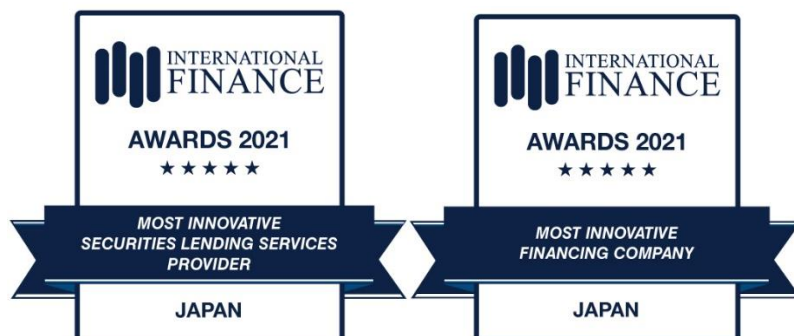 INTERNATIONAL
FINANCE
AWARDS 2021
MOST INNOVATIVE
SECURITIES LENDING SERVICES
PROVIDER
JAPAN
INTERNATIONAL
FINANCE
AWARDS 2021
MOST INNOVATIVE
FINANCING COMPANY
JAPAN